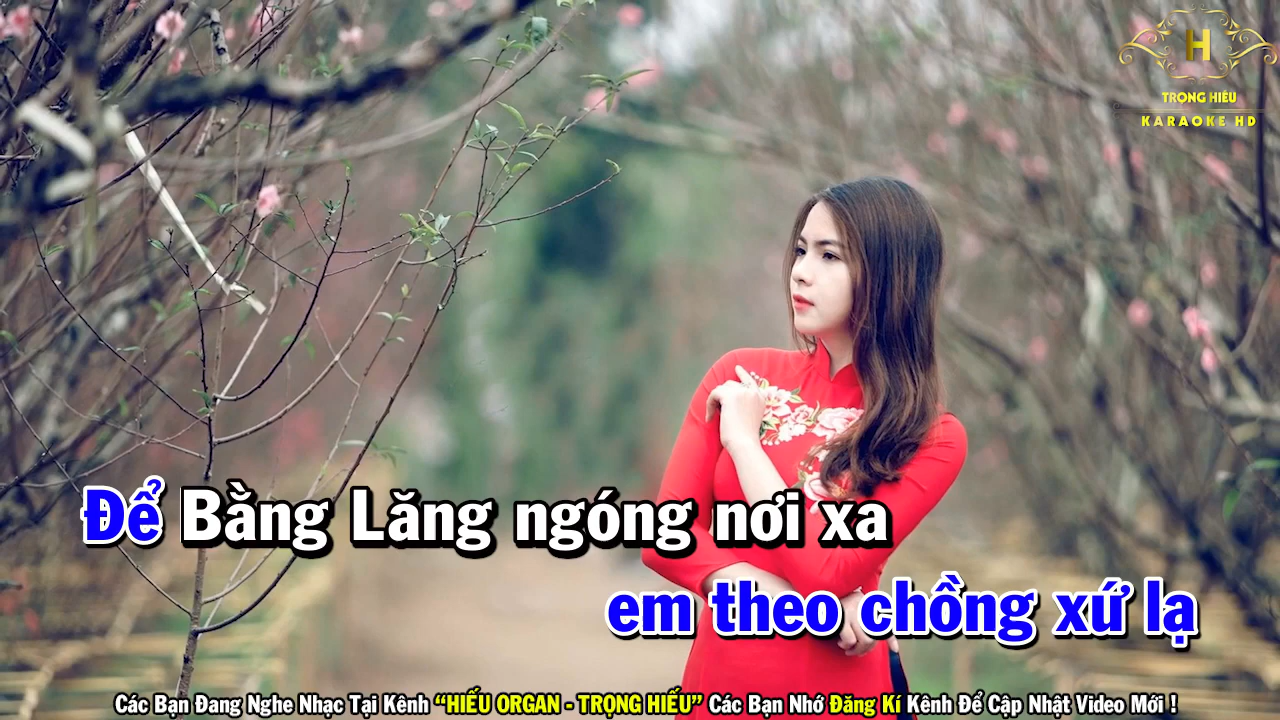 H
TRỌNG HIẾU
KARAOKE HD
Để Bằng Lăng ngóng nơi xa
em theo chồng xứ lạ
Các Bạn Đang Nghe Nhạc Tại Kênh “HIẾU ORGAN - TRỌNG HIẾU” Các Bạn Nhớ Đăng Kí Kênh Để Cập Nhật Video Mới !